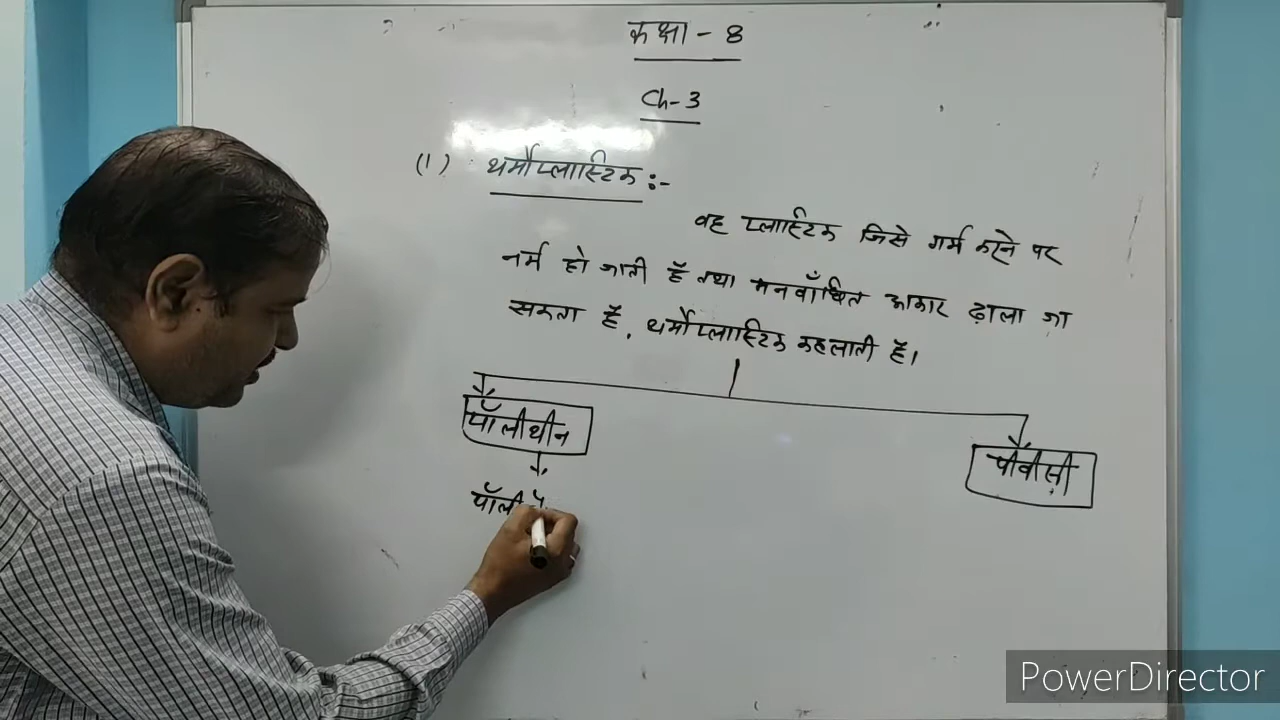 कक्षा - 8
Ch-3
(1) थर्मोप्लास्टिक :-
वह प्लास्टिक जिसे गर्म करने पर
नर्म हो जाती है तथा मनवाँछित आकार ढ़ाला जा
सकता है, थर्मोप्लास्टिक कहलाती है।
पॉलीथीन
पीवीसी
पॉली
PowerDirector